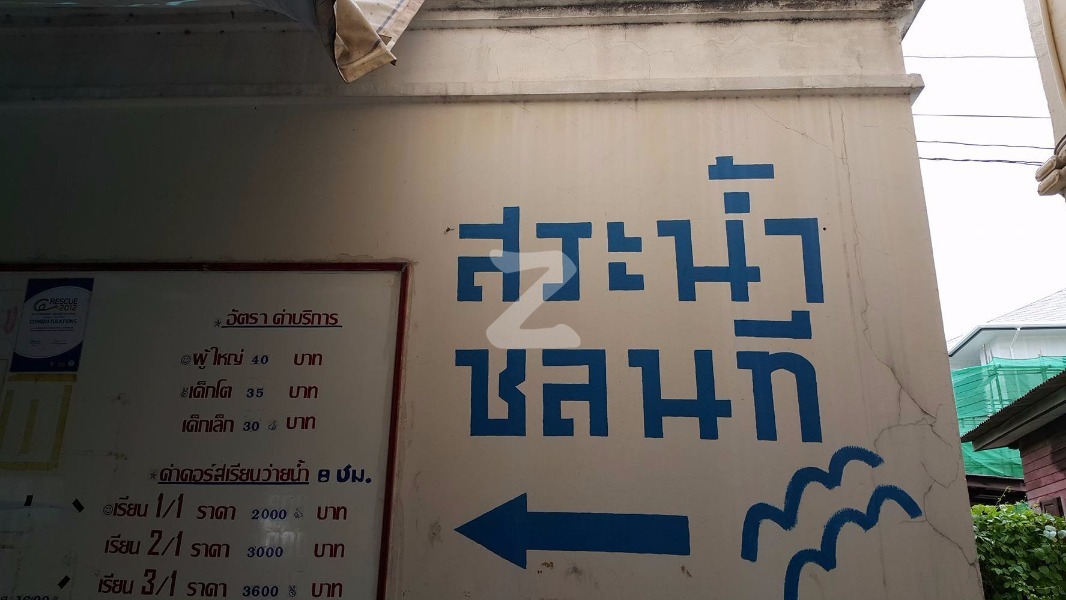 สระน้ำ
ชลนที
RESCUE
2012
CONGRATULATIONS
* อัตรา ค่าบริการ
ผู้ใหญ่ 40 บาท
เด็กโต 35 บาท
เด็กเล็ก 30 บาท
* ค่าคอร์สเรียนว่ายน้ำ 8 ชม.
เรียน 1/1 ราคา 2000 บาท
เรียน 2/1 ราคา 3000 บาท
เรียน 3/1 ราคา 3600 บาท